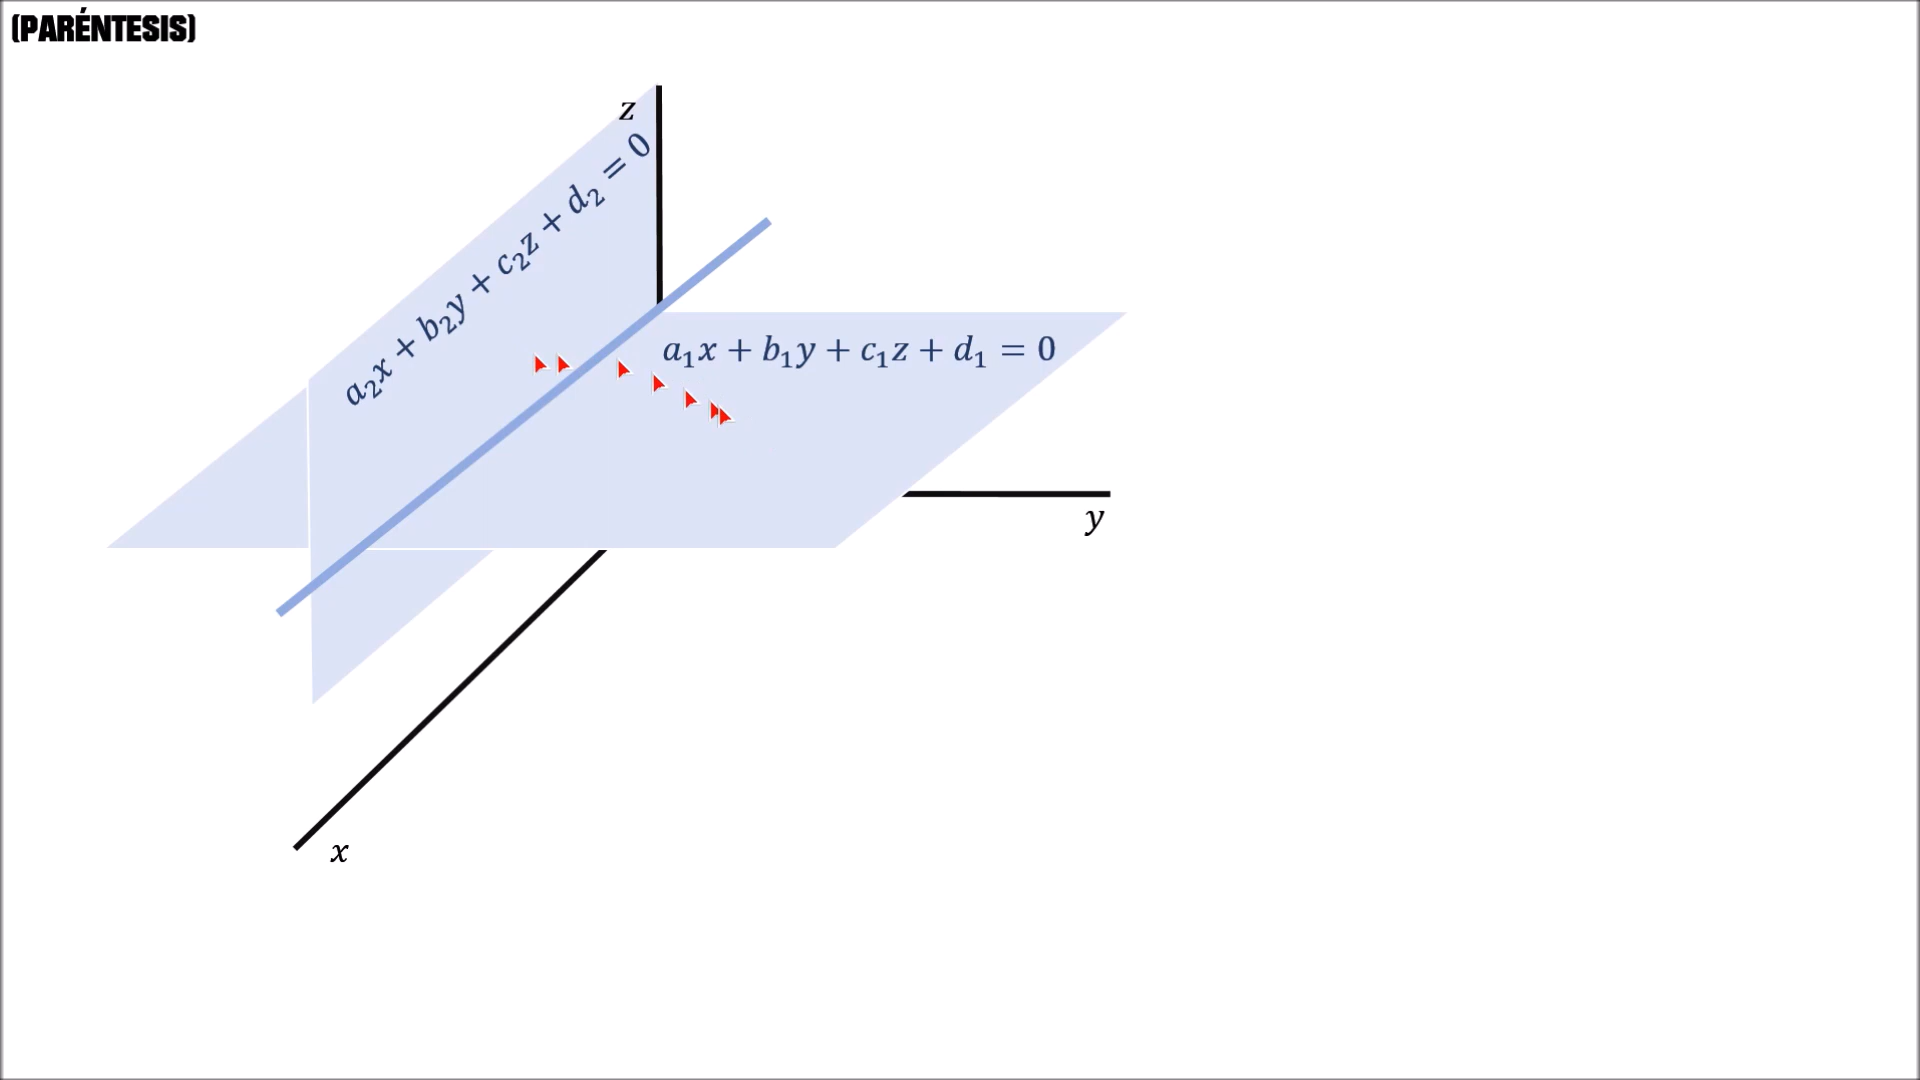 (PARÉNTESIS)
z
a₂x + b₂y + c₂z + d₂ = 0
a₁x + b₁y + c₁z + d₁ = 0
y
x